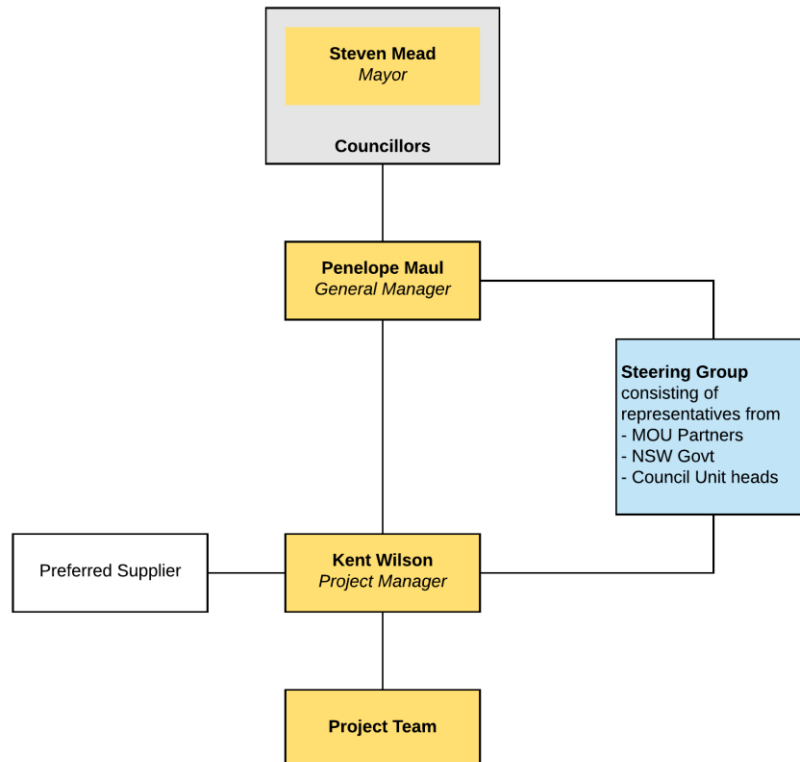 Steven Mead
Mayor
Councillors
Penelope Maul
General Manager
Steering Group
consisting of
representatives from
- MOU Partners
- NSW Govt
- Council Unit heads
Preferred Supplier
Kent Wilson
Project Manager
Project Team